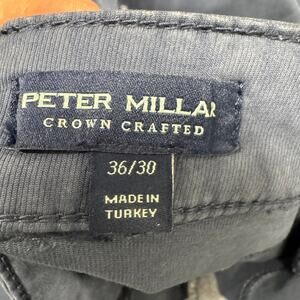 PETER MILLAR
CROWN CRAFTED
36/30
MADE IN
TURKEY